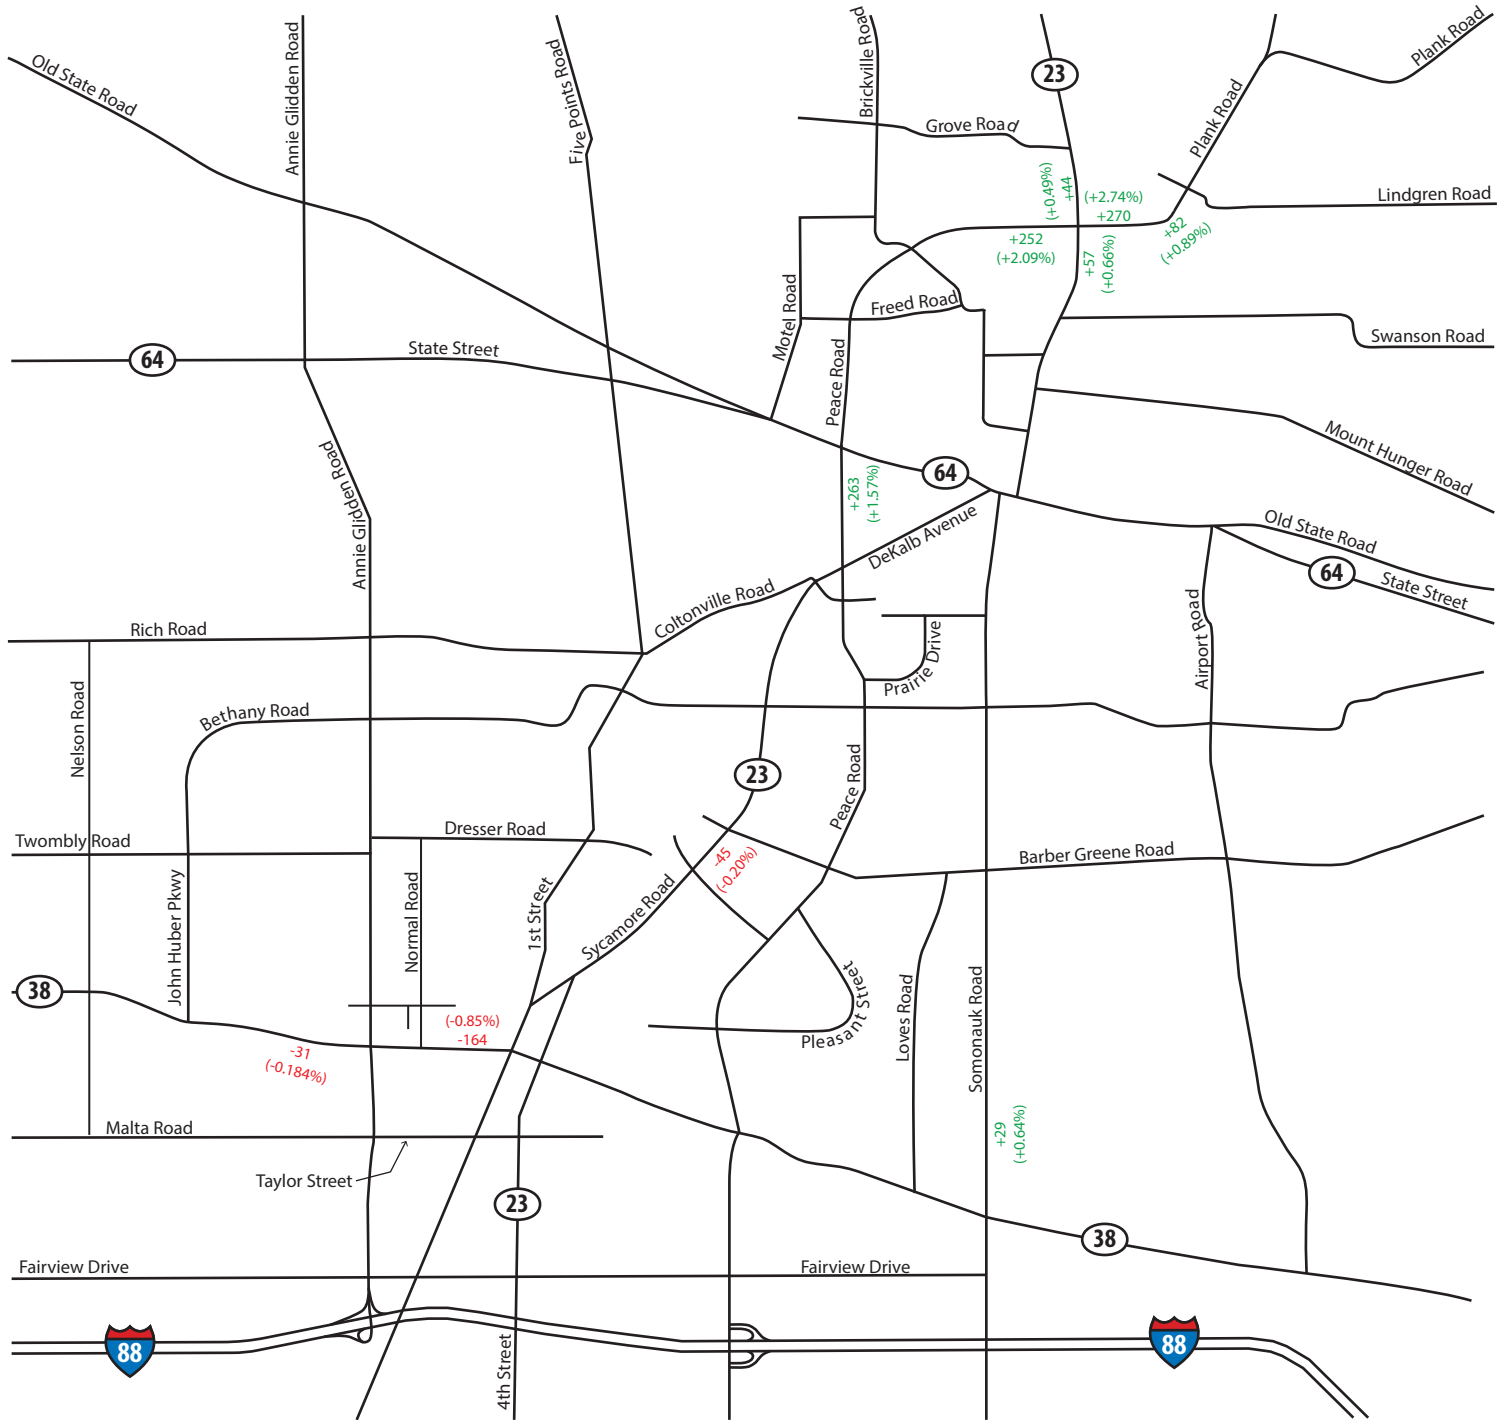 Old State Road
Annie Glidden Road
Five Points Road
Brickville Road
23
Plank Road
Plank Road
Grove Road
Lindgren Road
(+0.49%)
+44
(+2.74%)
+270
+82
(+0.89%)
+252
(+2.09%)
+57
(+0.66%)
Motel Road
Freed Road
Swanson Road
64
State Street
Peace Road
Annie Glidden Road
Mount Hunger Road
64
+263
(+1.57%)
DeKalb Avenue
Old State Road
64
State Street
Annie Glidden Road
Coltonville Road
Rich Road
Prairie Drive
Airport Road
Nelson Road
Bethany Road
23
Peace Road
Twombly Road
Dresser Road
-45
(-0.20%)
Barber Greene Road
John Huber Pkwy
Normal Road
1st Street
Sycamore Road
38
Pleasant Street
Loves Road
Somonauk Road
(-0.85%)
-164
-31
(-0.184%)
Malta Road
+29
(+0.64%)
Taylor Street
23
38
Fairview Drive
Fairview Drive
88
4th Street
88